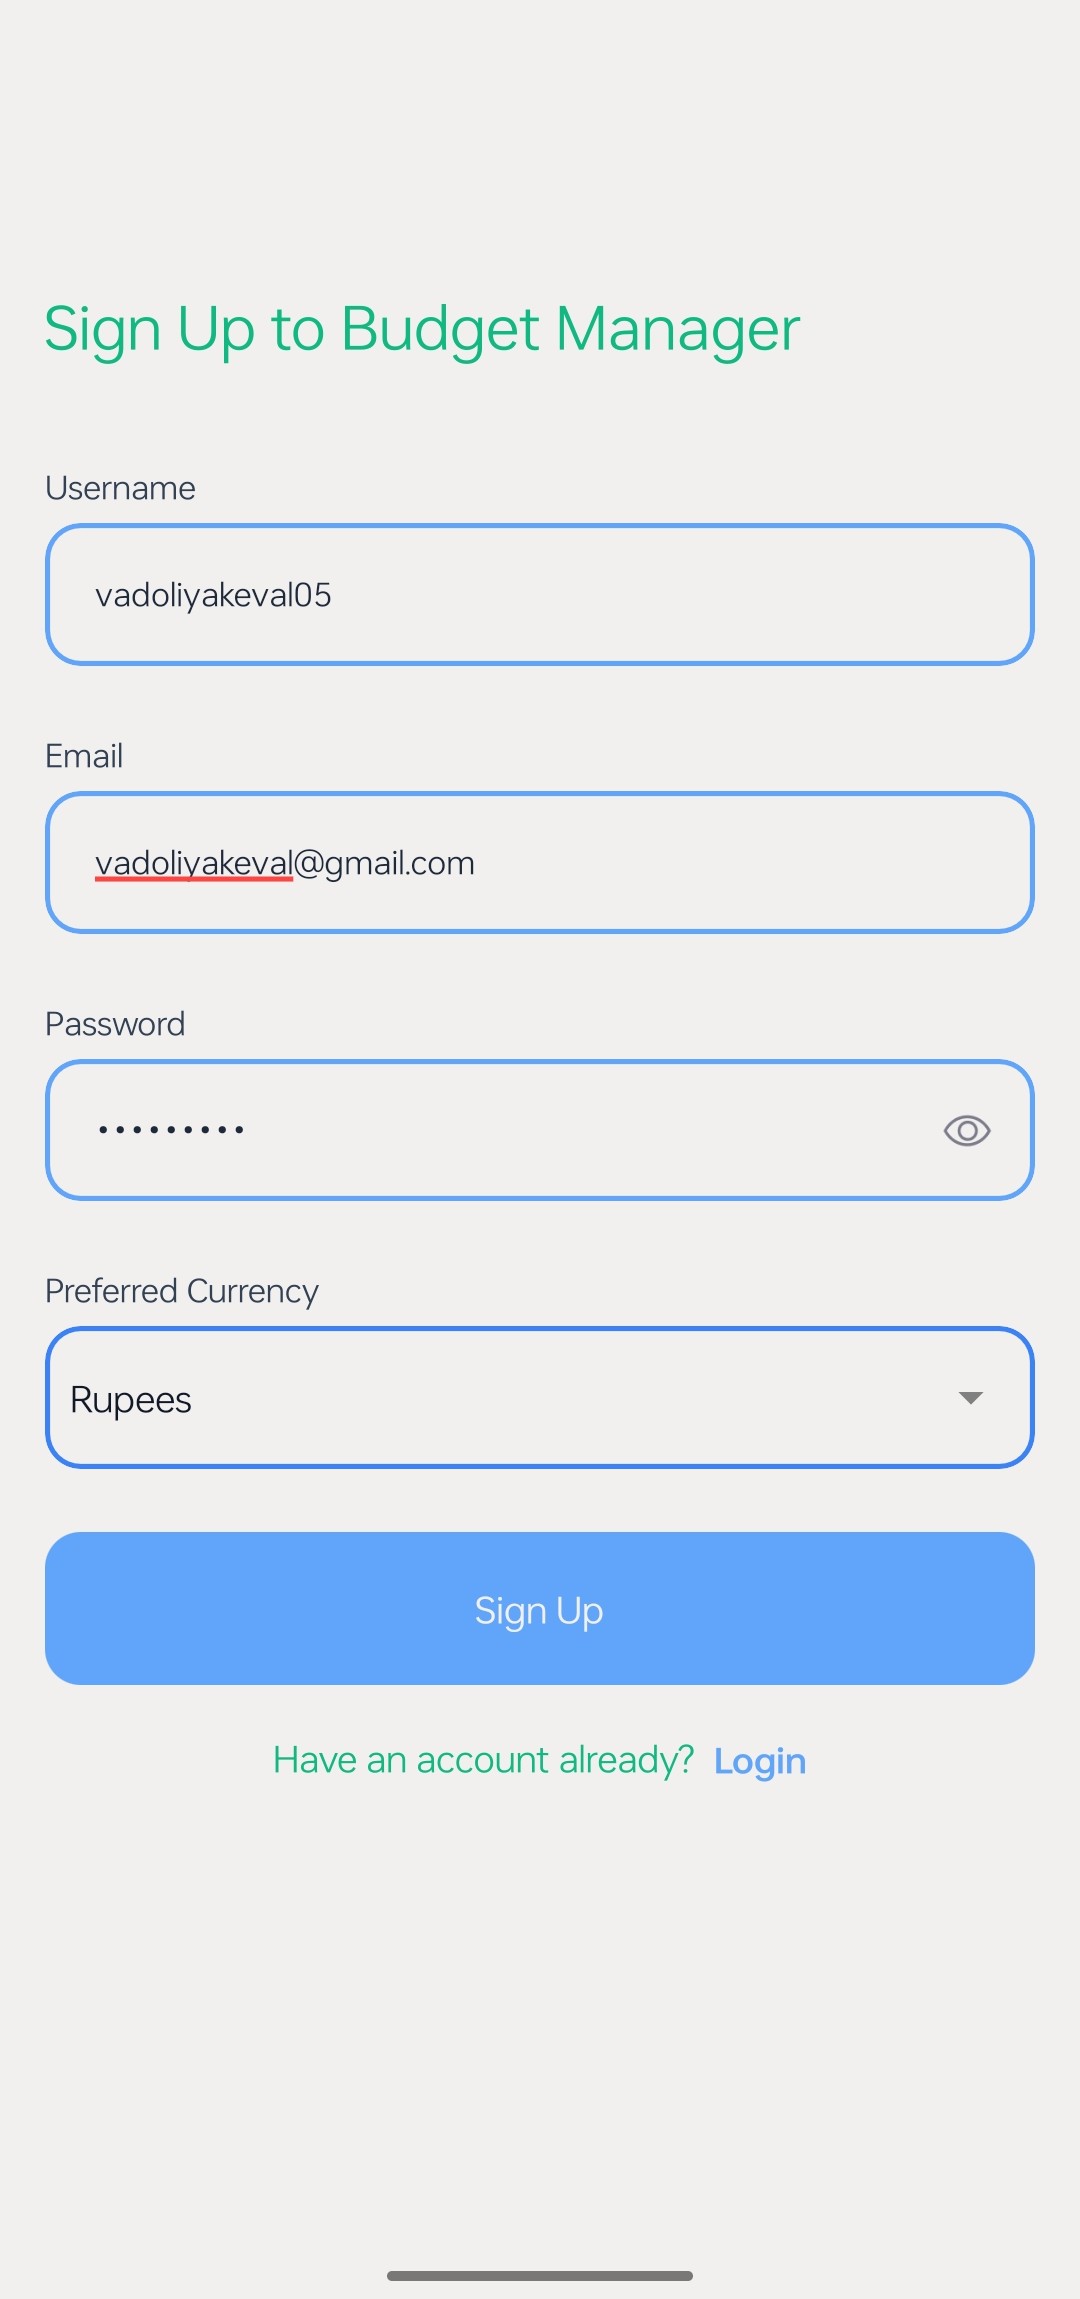 Sign Up to Budget Manager
Username
vadoliyakeval05
Email
vadoliyakeval@gmail.com
Password
•••••••••
Preferred Currency
Rupees
Sign Up
Have an account already? Login